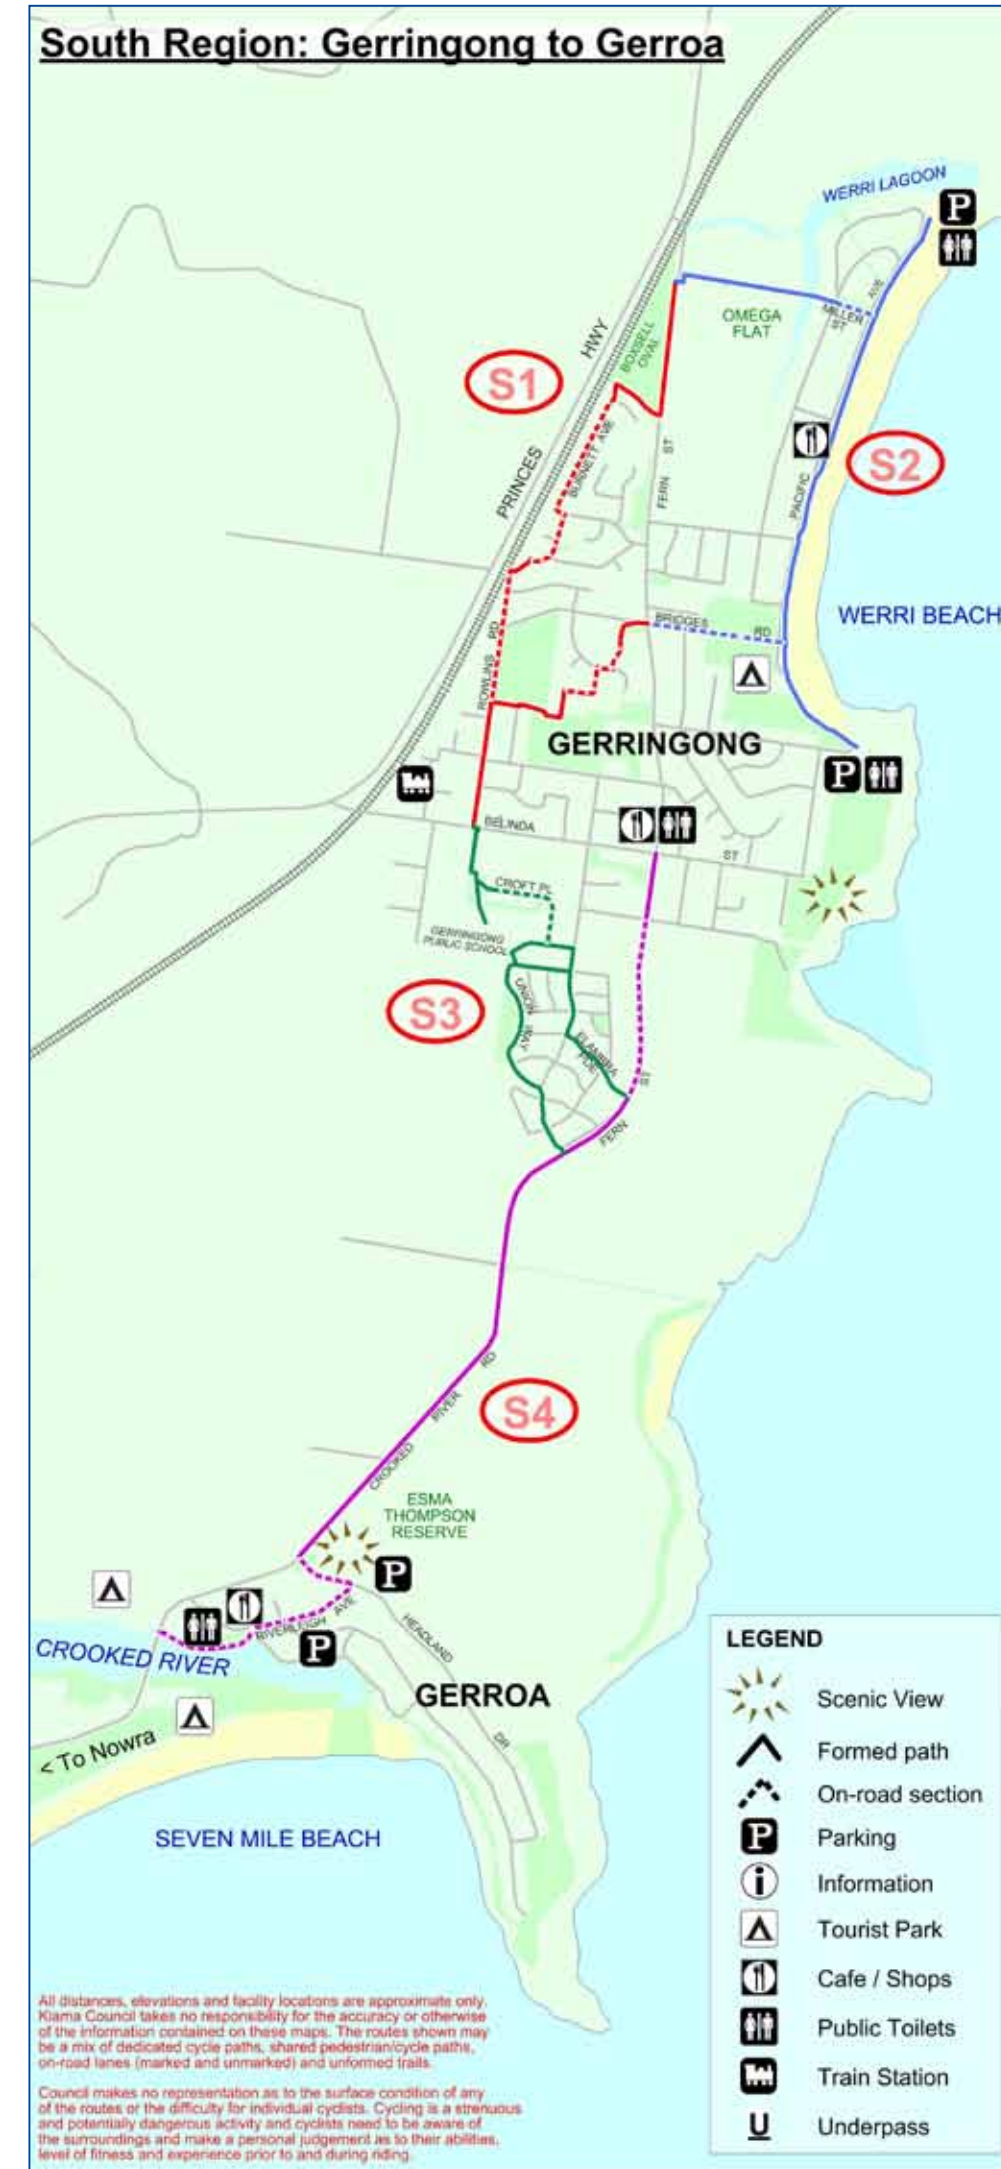 South Region: Gerringong to Gerroa
WERRI LAGOON
P
HWY
BOXSELL
OVAL
OMEGA
FLAT
MILLER
ST
AVE
S1
PRINCES
BURNETT AVE
FERN ST
PACIFIC
S2
WERRI BEACH
ROWLINS RD
BRIDGES RD
GERRINGONG
P
BELINDA ST
CROFT PL
GERRINGONG
PUBLIC SCHOOL
S3
UNION WAY
ELAMBRA
PDE
FERN ST
CROOKED RIVER RD
S4
ESMA
THOMPSON
RESERVE
P
RIVERLEIGH AVE
P
HEADLAND DR
CROOKED RIVER
GERROA
< To Nowra
SEVEN MILE BEACH
LEGEND
Scenic View
Formed path
On-road section
P Parking
i Information
Tourist Park
Cafe / Shops
Public Toilets
Train Station
U Underpass
All distances, elevations and facility locations are approximate only.
Kiama Council takes no responsibility for the accuracy or otherwise
of the information contained on these maps. The routes shown may
be a mix of dedicated cycle paths, shared pedestrian/cycle paths,
on-road lanes (marked and unmarked) and unformed trails.
Council makes no representation as to the surface condition of any
of the routes or the difficulty for individual cyclists. Cycling is a strenuous
and potentially dangerous activity and cyclists need to be aware of
the surroundings and make a personal judgement as to their abilities,
level of fitness and experience prior to and during riding.